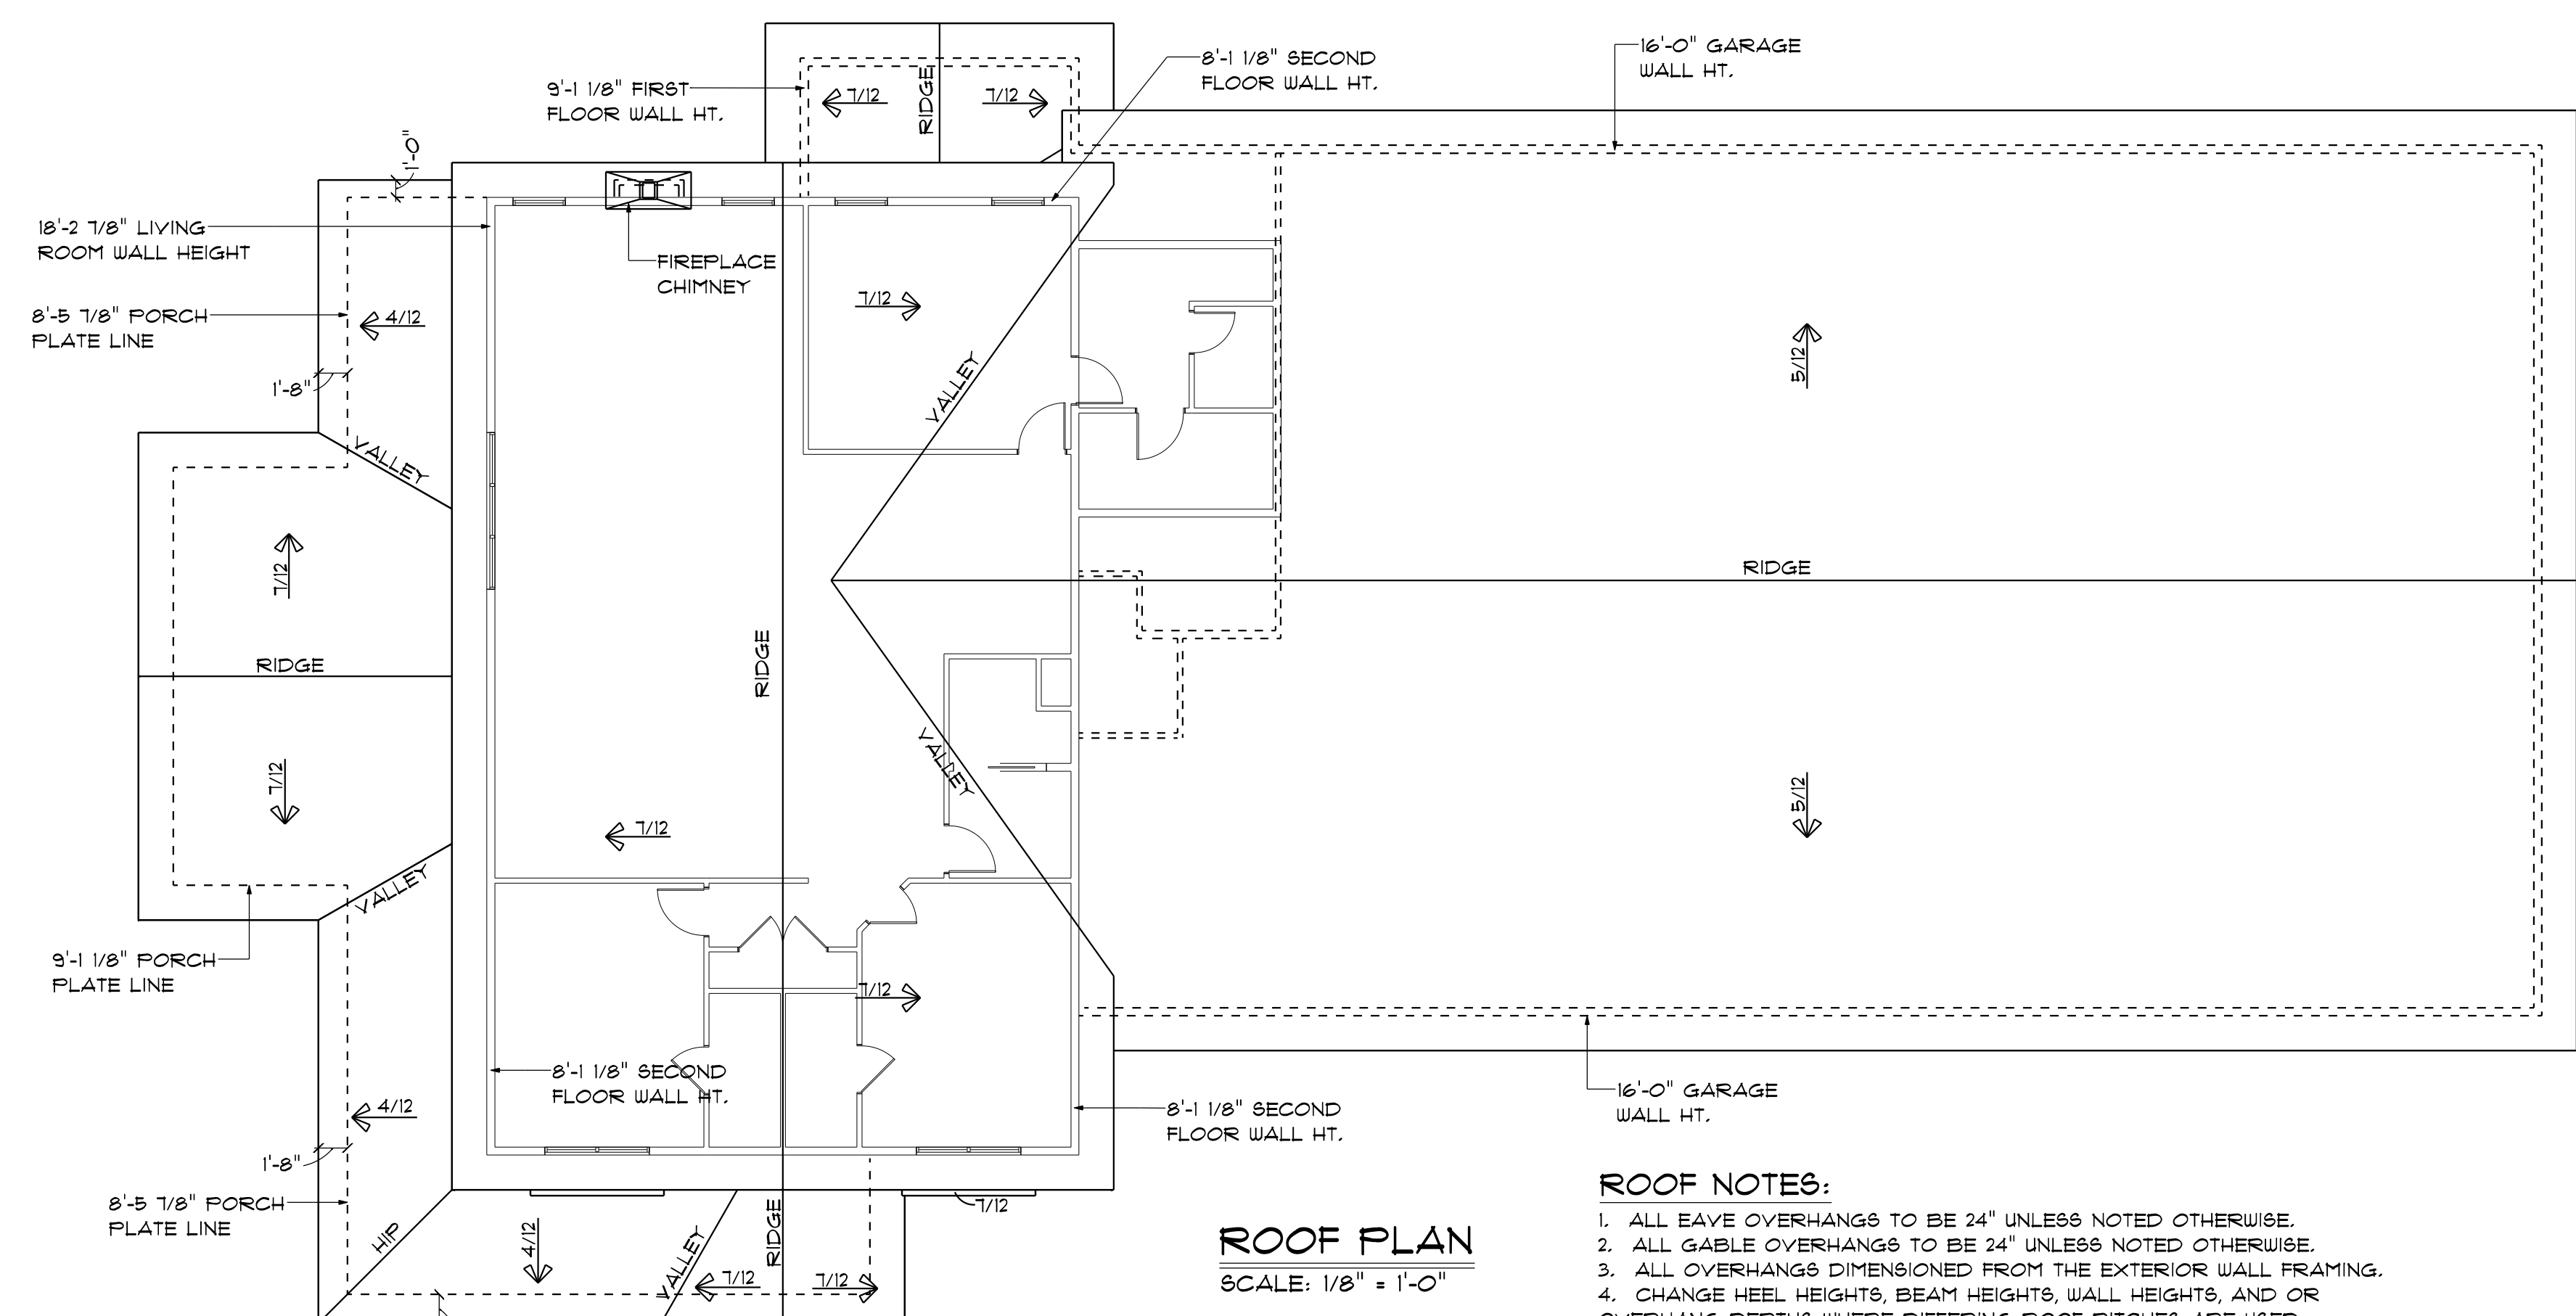 16'-0" GARAGE
WALL HT.
8'-1 1/8" SECOND
FLOOR WALL HT.
9'-1 1/8" FIRST
FLOOR WALL HT.
7/12
RIDGE
7/12
1'-0"
18'-2 7/8" LIVING
ROOM WALL HEIGHT
FIREPLACE
CHIMNEY
8'-5 7/8" PORCH
PLATE LINE
4/12
7/12
1'-8"
VALLEY
5/12
VALLEY
7/12
RIDGE
RIDGE
RIDGE
7/12
VALLEY
5/12
7/12
VALLEY
9'-1 1/8" PORCH
PLATE LINE
7/12
8'-1 1/8" SECOND
FLOOR WALL HT.
4/12
8'-1 1/8" SECOND
FLOOR WALL HT.
16'-0" GARAGE
WALL HT.
1'-8"
8'-5 7/8" PORCH
PLATE LINE
HIP
4/12
VALLEY
RIDGE
7/12
7/12
7/12
ROOF PLAN
SCALE: 1/8" = 1'-0"
ROOF NOTES:
1. ALL EAVE OVERHANGS TO BE 24" UNLESS NOTED OTHERWISE.
2. ALL GABLE OVERHANGS TO BE 24" UNLESS NOTED OTHERWISE.
3. ALL OVERHANGS DIMENSIONED FROM THE EXTERIOR WALL FRAMING.
4. CHANGE HEEL HEIGHTS, BEAM HEIGHTS, WALL HEIGHTS, AND OR
OVERHANG DEPTHS WHERE DIFFERING ROOF PITCHES ARE USED